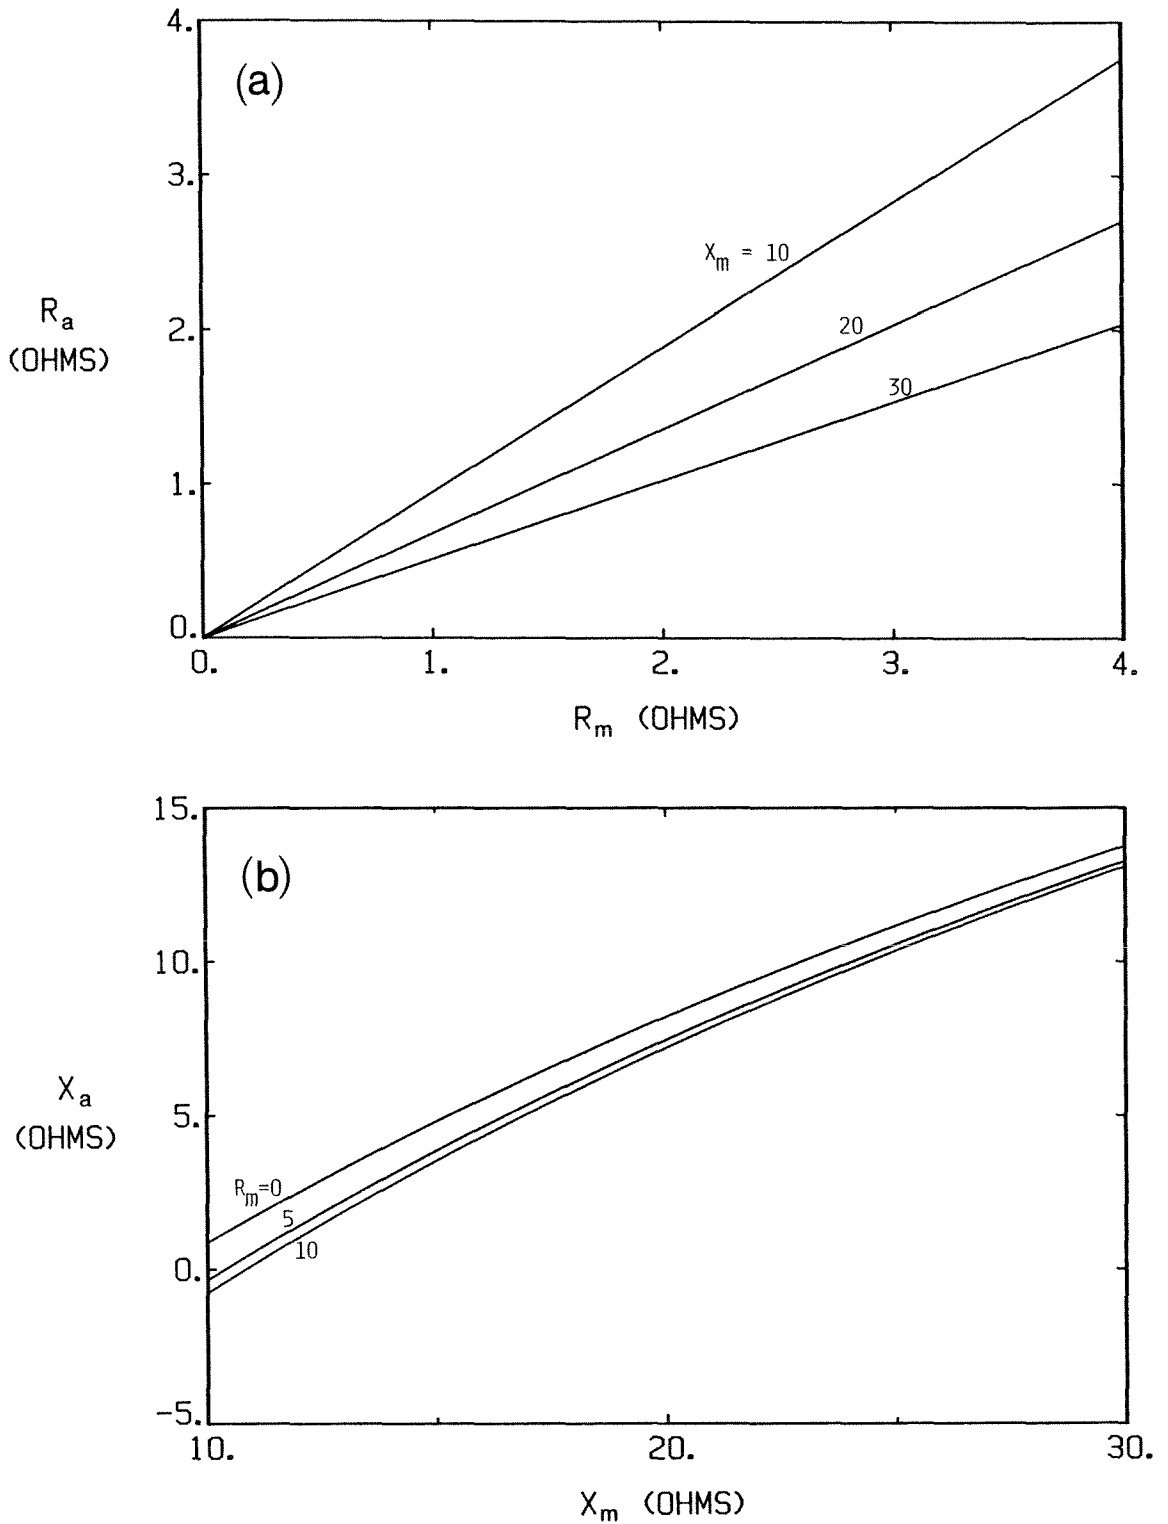 4.
(a)
3.
X_m = 10
R_a
(OHMS)
2.
20
30
1.
0.
0. 1. 2. 3. 4.
R_m (OHMS)
15.
(b)
10.
X_a
(OHMS)
5.
R_m=0
5
10
0.
-5.
10. 20. 30.
X_m (OHMS)